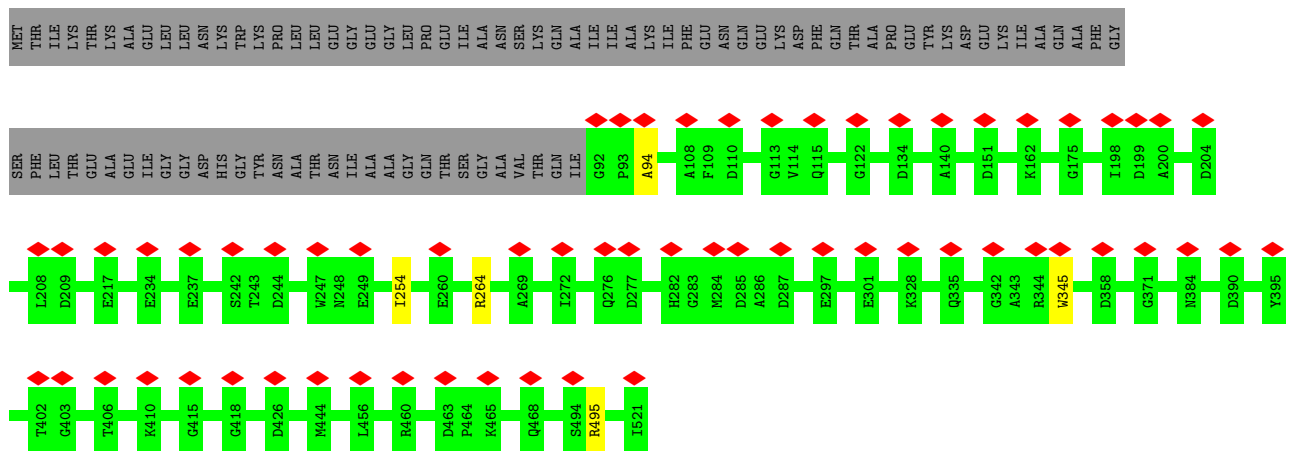 MET THR ILE LYS THR LYS ALA GLU LEU LEU ASN LYS TRP LYS PRO LEU LEU GLU GLY GLU GLY LEU PRO GLU ILE ALA ASN SER LYS GLN ALA ILE ILE ALA LYS ILE PHE GLU ASN GLN GLU LYS ASP PHE GLN THR ALA PRO GLU TYR LYS ASP GLU LYS ILE ALA GLN ALA PHE GLY
SER PHE LEU THR GLU ALA GLU ILE GLY GLY ASP HIS GLY TYR ASN ALA THR ASN ILE ALA ALA GLY GLN THR SER GLY ALA VAL THR GLN ILE G92 P93 A94 A108 F109 D110 G113 V114 Q115 G122 D134 A140 D151 K162 G175 I198 D199 A200 D204
L208 D209 E217 E234 E237 S242 T243 D244 W247 N248 E249 I254 E260 R264 A269 I272 Q276 D277 H282 G283 M284 D285 A286 D287 E297 E301 K328 Q335 G342 A343 R344 W345 D358 G371 N384 D390 Y395
T402 G403 T406 K410 G415 G418 D426 M444 L456 R460 D463 P464 K465 Q468 S494 R495 I521